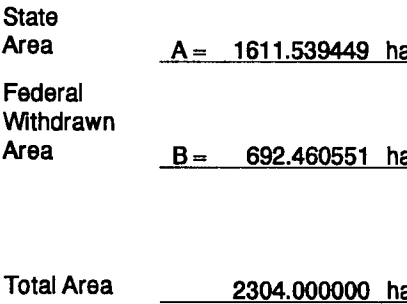 State
Area A = 1611.539449 ha
Federal
Withdrawn
Area B = 692.460551 ha
Total Area 2304.000000 ha